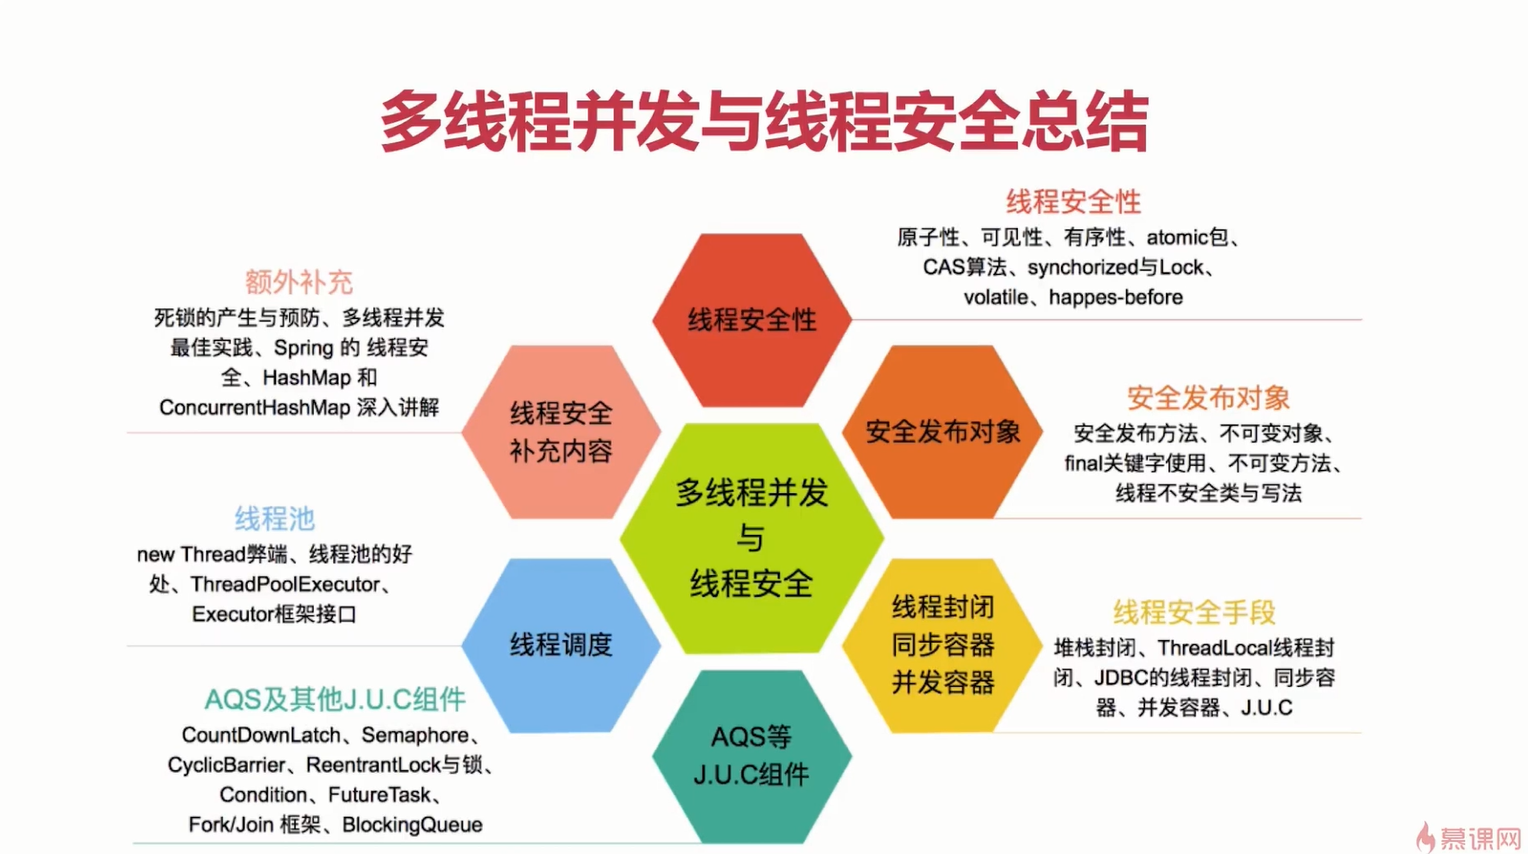 多线程并发与线程安全总结
线程安全性
原子性、可见性、有序性、atomic包、
CAS算法、synchorized与Lock、
volatile、happes-before
线程安全性
额外补充
死锁的产生与预防、多线程并发
最佳实践、Spring 的 线程安
全、HashMap 和
ConcurrentHashMap 深入讲解
线程安全
补充内容
安全发布对象
安全发布对象
安全发布方法、不可变对象、
final关键字使用、不可变方法、
线程不安全类与写法
多线程并发
与
线程安全
线程池
new Thread弊端、线程池的好
处、ThreadPoolExecutor、
Executor框架接口
线程调度
线程封闭
同步容器
并发容器
线程安全手段
堆栈封闭、ThreadLocal线程封
闭、JDBC的线程封闭、同步容
器、并发容器、J.U.C
AQS及其他J.U.C组件
CountDownLatch、Semaphore、
CyclicBarrier、ReentrantLock与锁、
Condition、FutureTask、
Fork/Join 框架、BlockingQueue
AQS等
J.U.C组件
慕课网